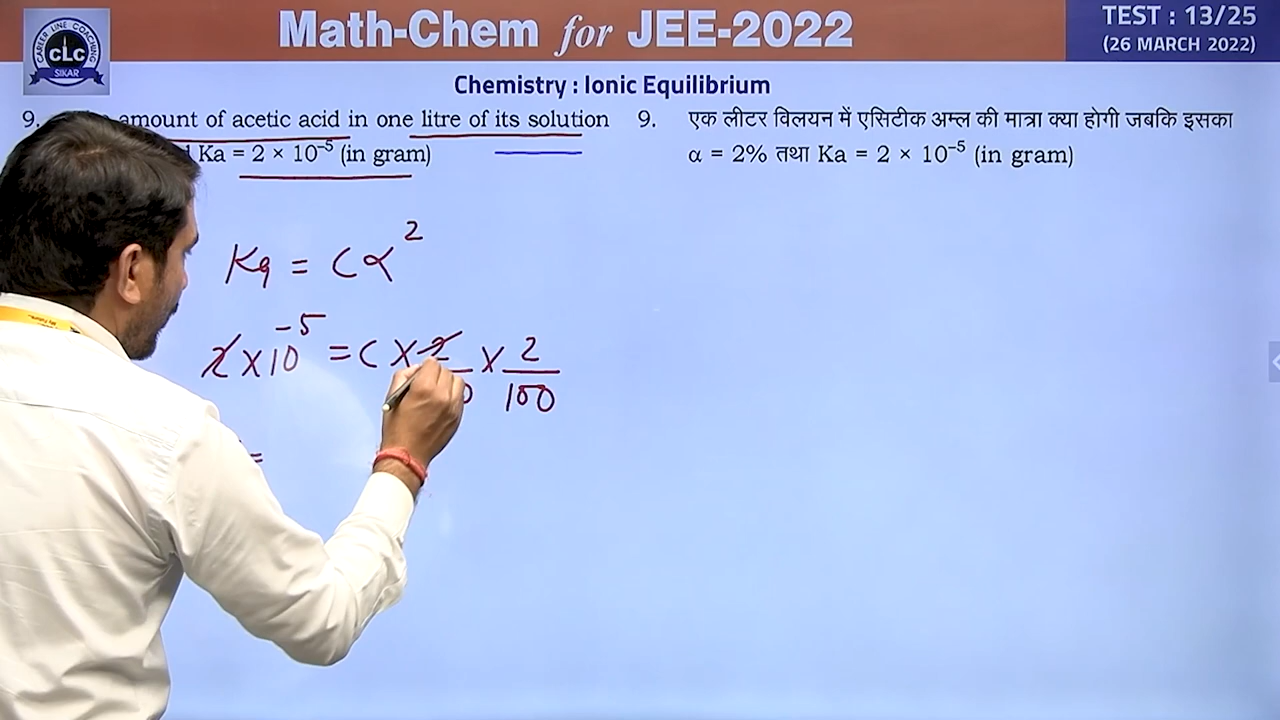 Math-Chem for JEE-2022
TEST : 13/25
(26 MARCH 2022)
CAREER LINE COACHING
CLC
SIKAR
Chemistry : Ionic Equilibrium
9. amount of acetic acid in one litre of its solution
Ka = 2 × 10⁻⁵ (in gram)
9. एक लीटर विलयन में एसिटीक अम्ल की मात्रा क्या होगी जबकि इसका
α = 2% तथा Ka = 2 × 10⁻⁵ (in gram)
Ka = Cα²
2 × 10⁻⁵ = C × 2 × 2/100
=